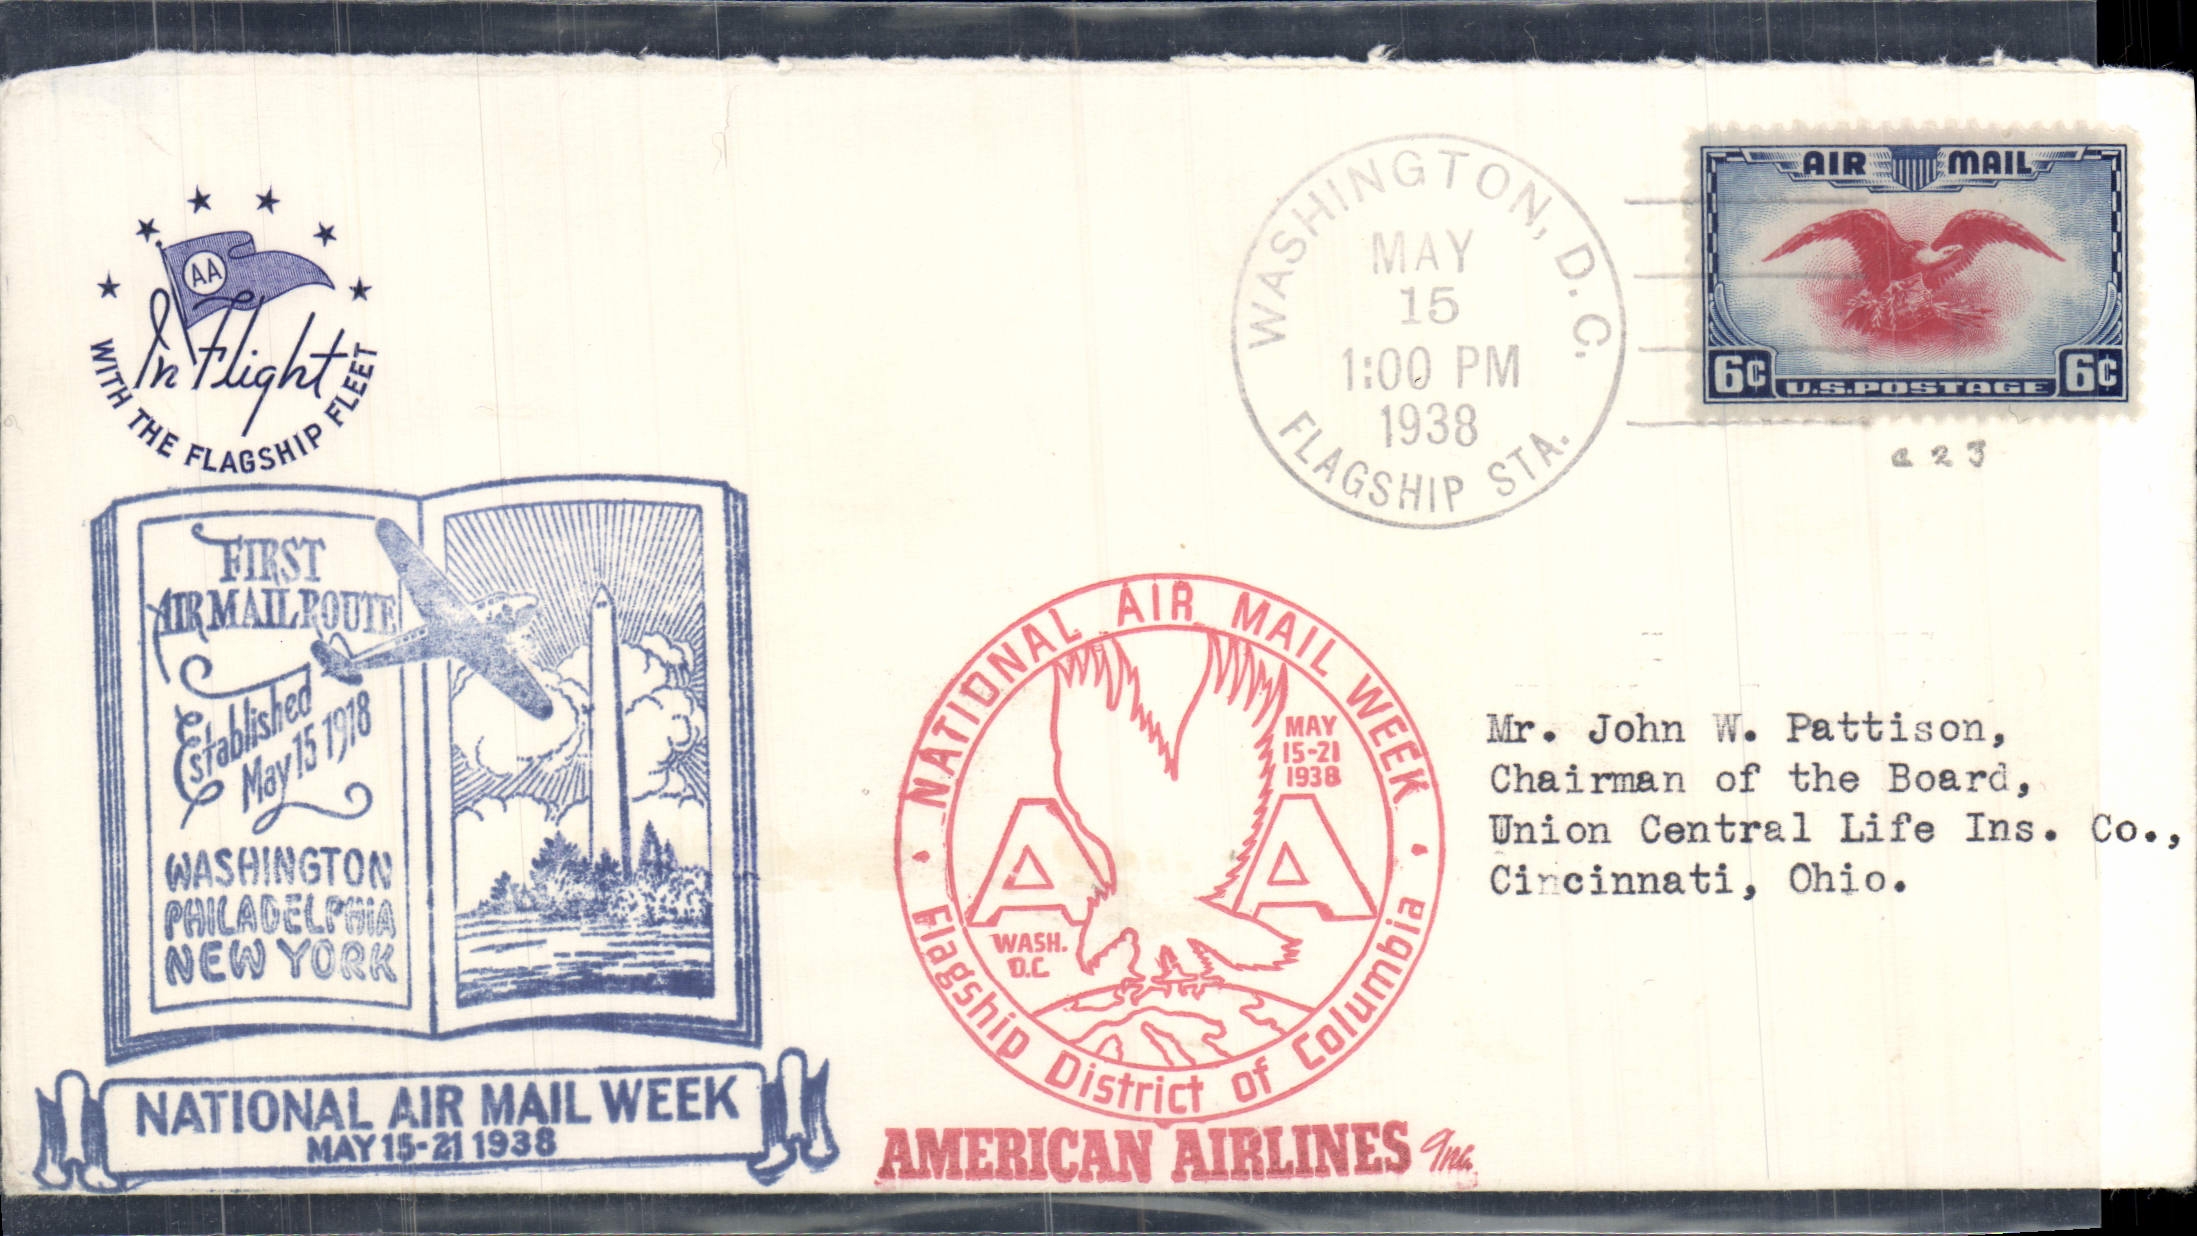 AA
In Flight
WITH THE FLAGSHIP FLEET
WASHINGTON, D.C.
MAY
15
1:00 PM
1938
FLAGSHIP STA.
AIR MAIL
6¢ U.S. POSTAGE 6¢
C23
FIRST
AIR MAIL ROUTE
Established
May 15 1918
WASHINGTON
PHILADELPHIA
NEW YORK
NATIONAL AIR MAIL WEEK
MAY 15-21 1938
NATIONAL AIR MAIL WEEK
MAY
15-21
1938
A A
WASH.
D.C.
Flagship District of Columbia
AMERICAN AIRLINES Inc.
Mr. John W. Pattison,
Chairman of the Board,
Union Central Life Ins. Co.,
Cincinnati, Ohio.